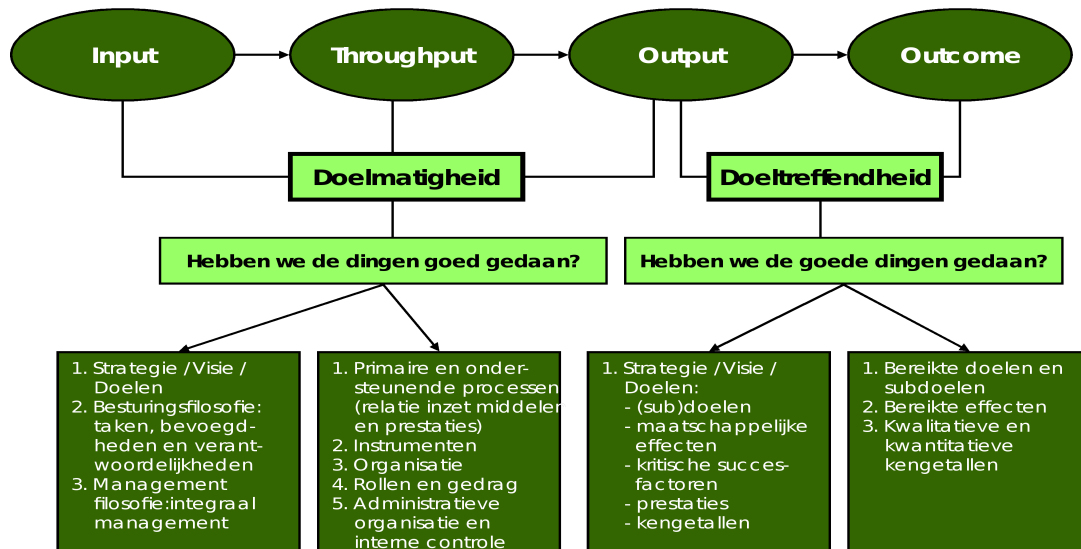 Input
Throughput
Output
Outcome
Doelmatigheid
Doeltreffendheid
Hebben we de dingen goed gedaan?
Hebben we de goede dingen gedaan?
1. Strategie / Visie /
Doelen
2. Besturingsfilosofie:
taken, bevoegd-
heden en verant-
woordelijkheden
3. Management
filosofie:integraal
management
1. Primaire en onder-
steunende processen
(relatie inzet middelen
en prestaties)
2. Instrumenten
3. Organisatie
4. Rollen en gedrag
5. Administratieve
organisatie en
interne controle
1. Strategie / Visie /
Doelen:
- (sub)doelen
- maatschappelijke
effecten
- kritische succes-
factoren
- prestaties
- kengetallen
1. Bereikte doelen en
subdoelen
2. Bereikte effecten
3. Kwalitatieve en
kwantitatieve
kengetallen